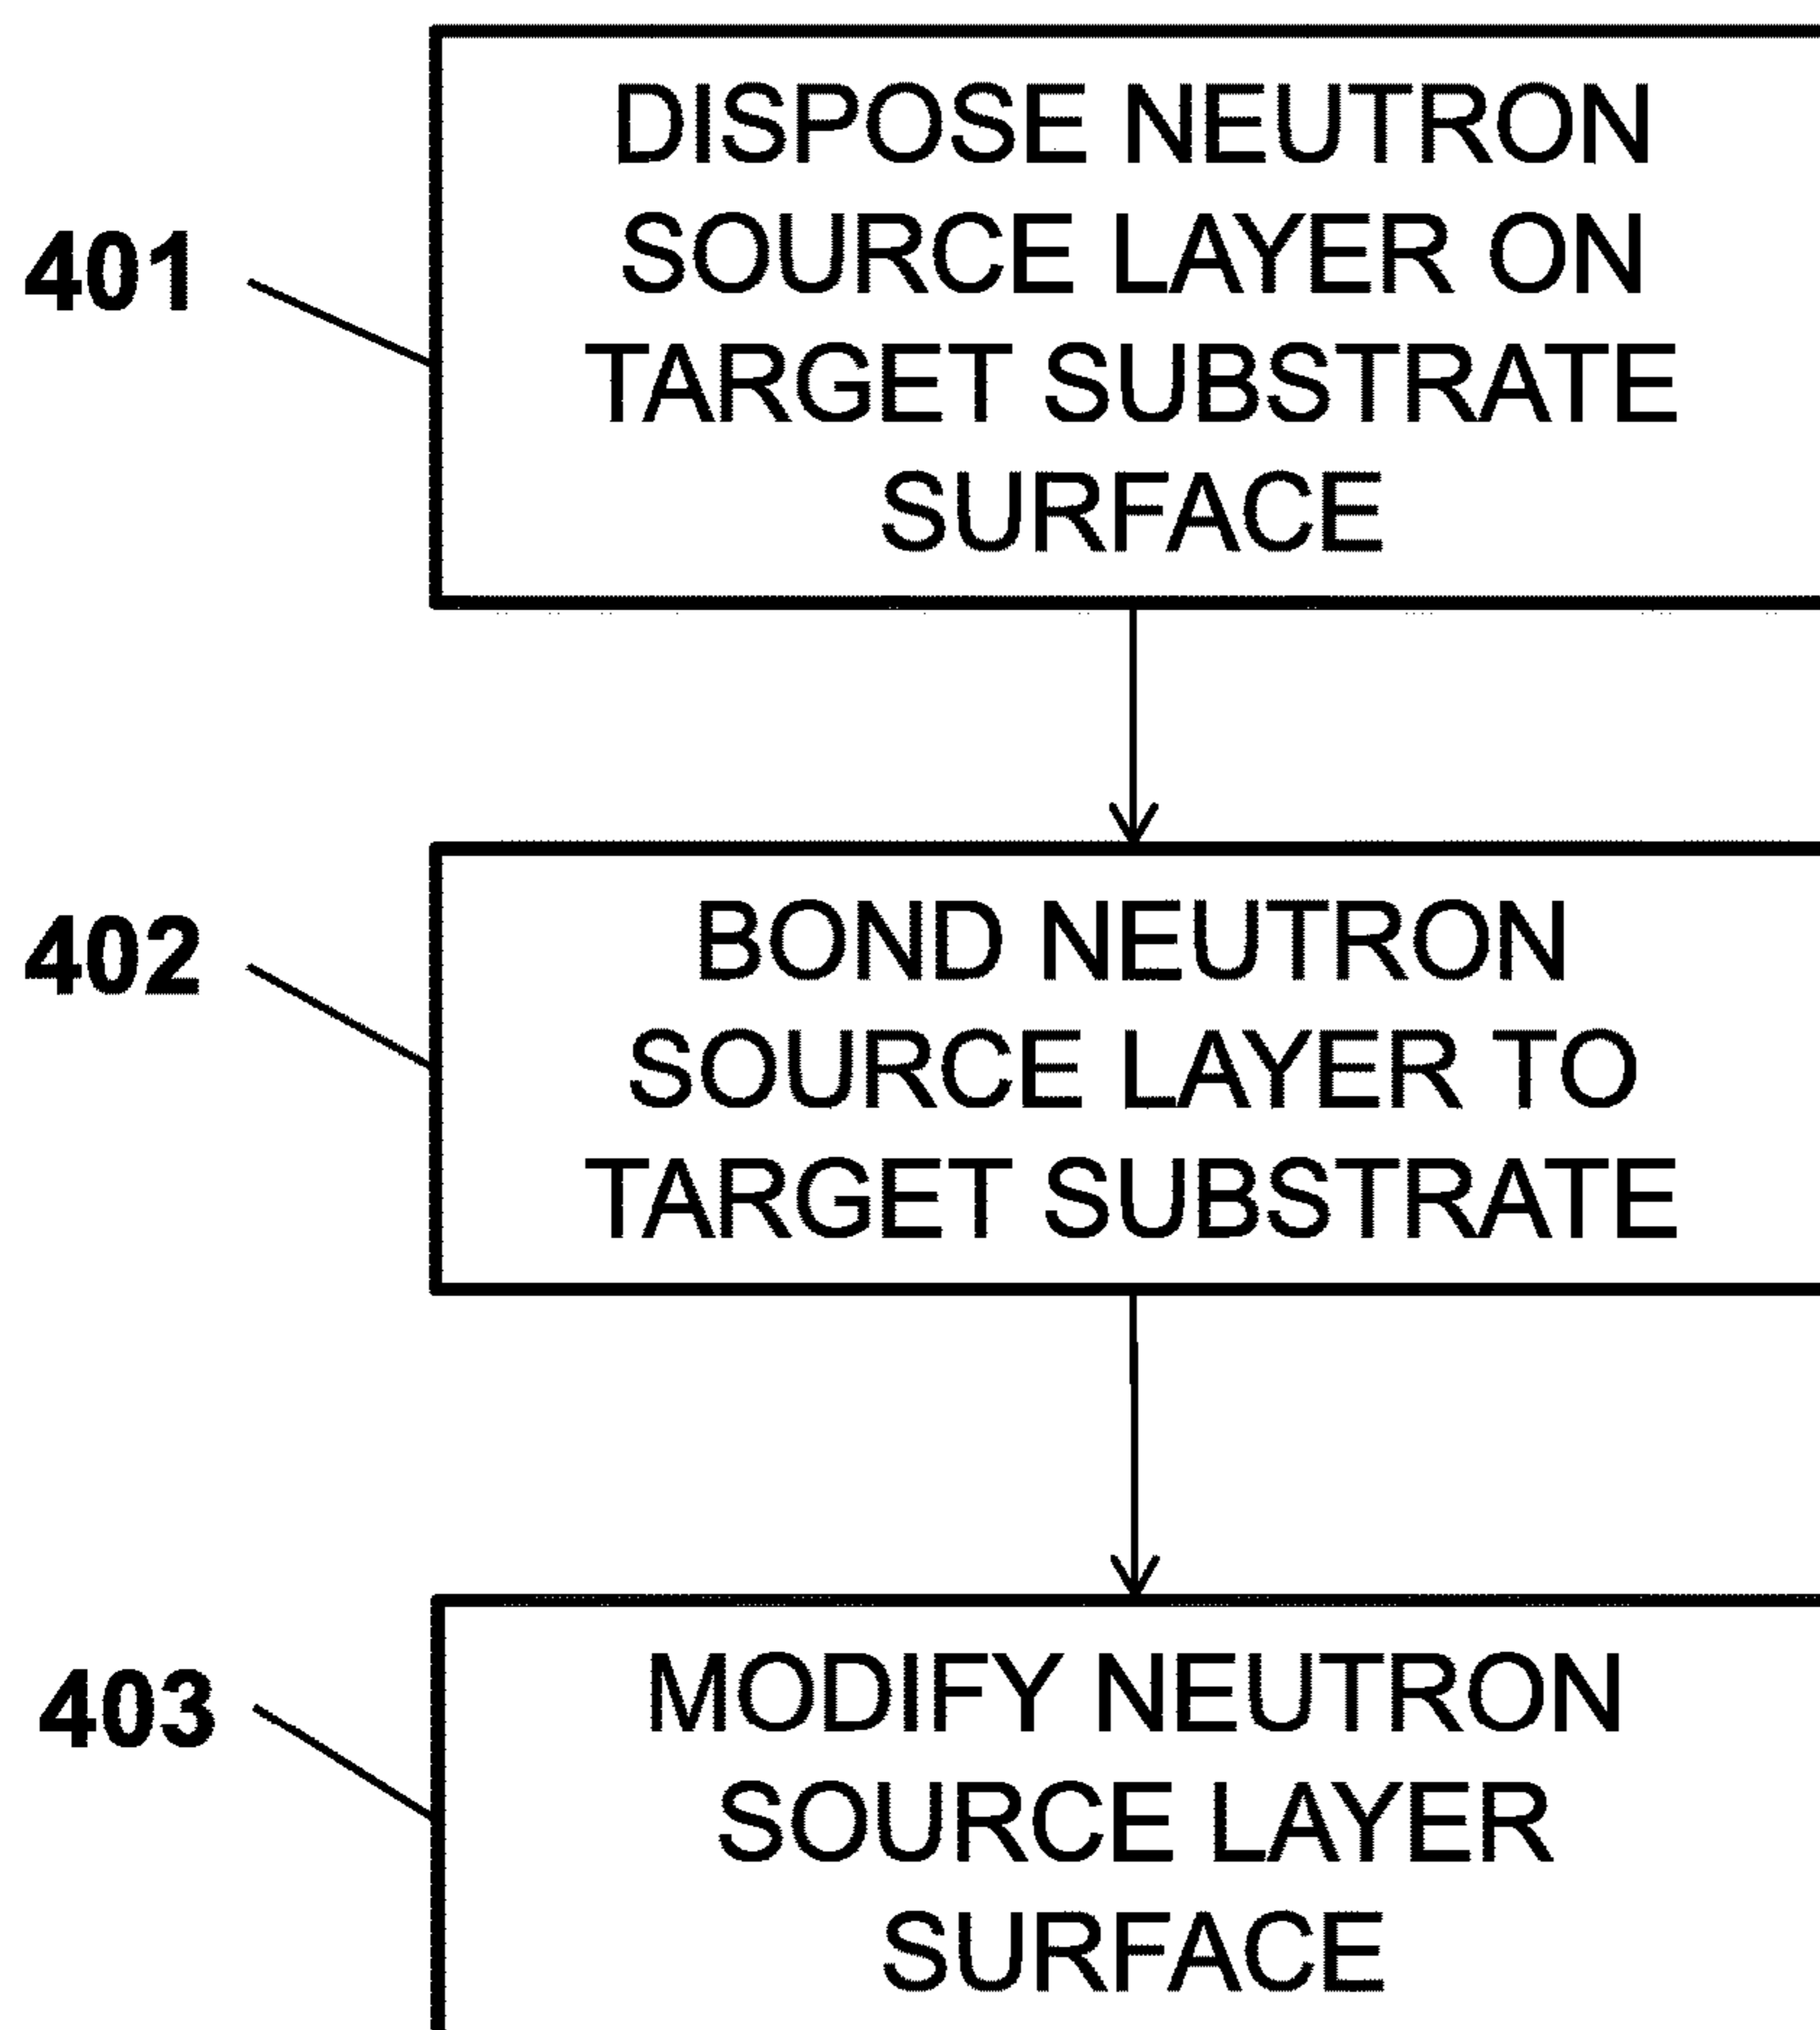 401
DISPOSE NEUTRON
SOURCE LAYER ON
TARGET SUBSTRATE
SURFACE
402
BOND NEUTRON
SOURCE LAYER TO
TARGET SUBSTRATE
403
MODIFY NEUTRON
SOURCE LAYER
SURFACE